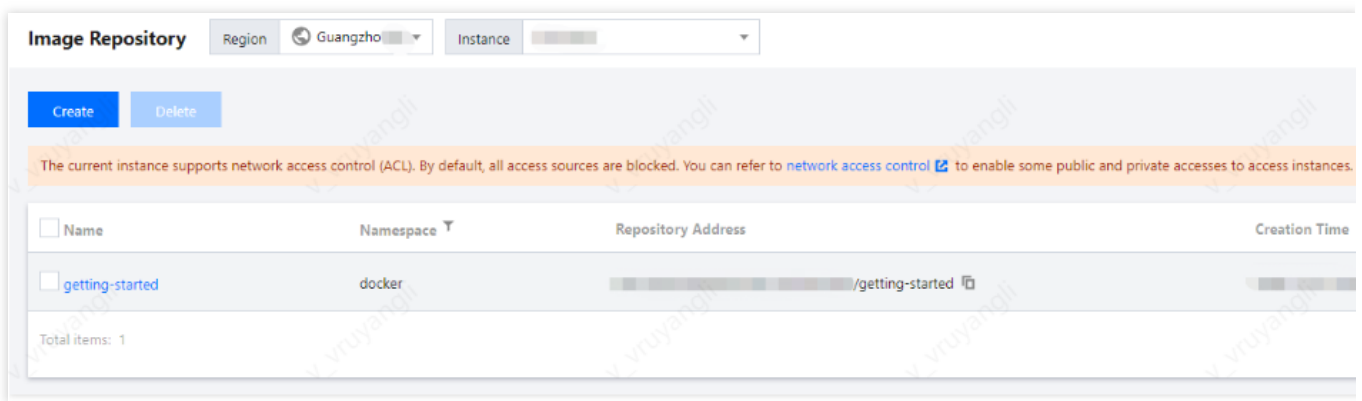 Image Repository Region Guangzho Instance
Create Delete
The current instance supports network access control (ACL). By default, all access sources are blocked. You can refer to network access control to enable some public and private accesses to access instances.
Name Namespace Repository Address Creation Time
getting-started docker /getting-started
Total items: 1
v_vruyangli